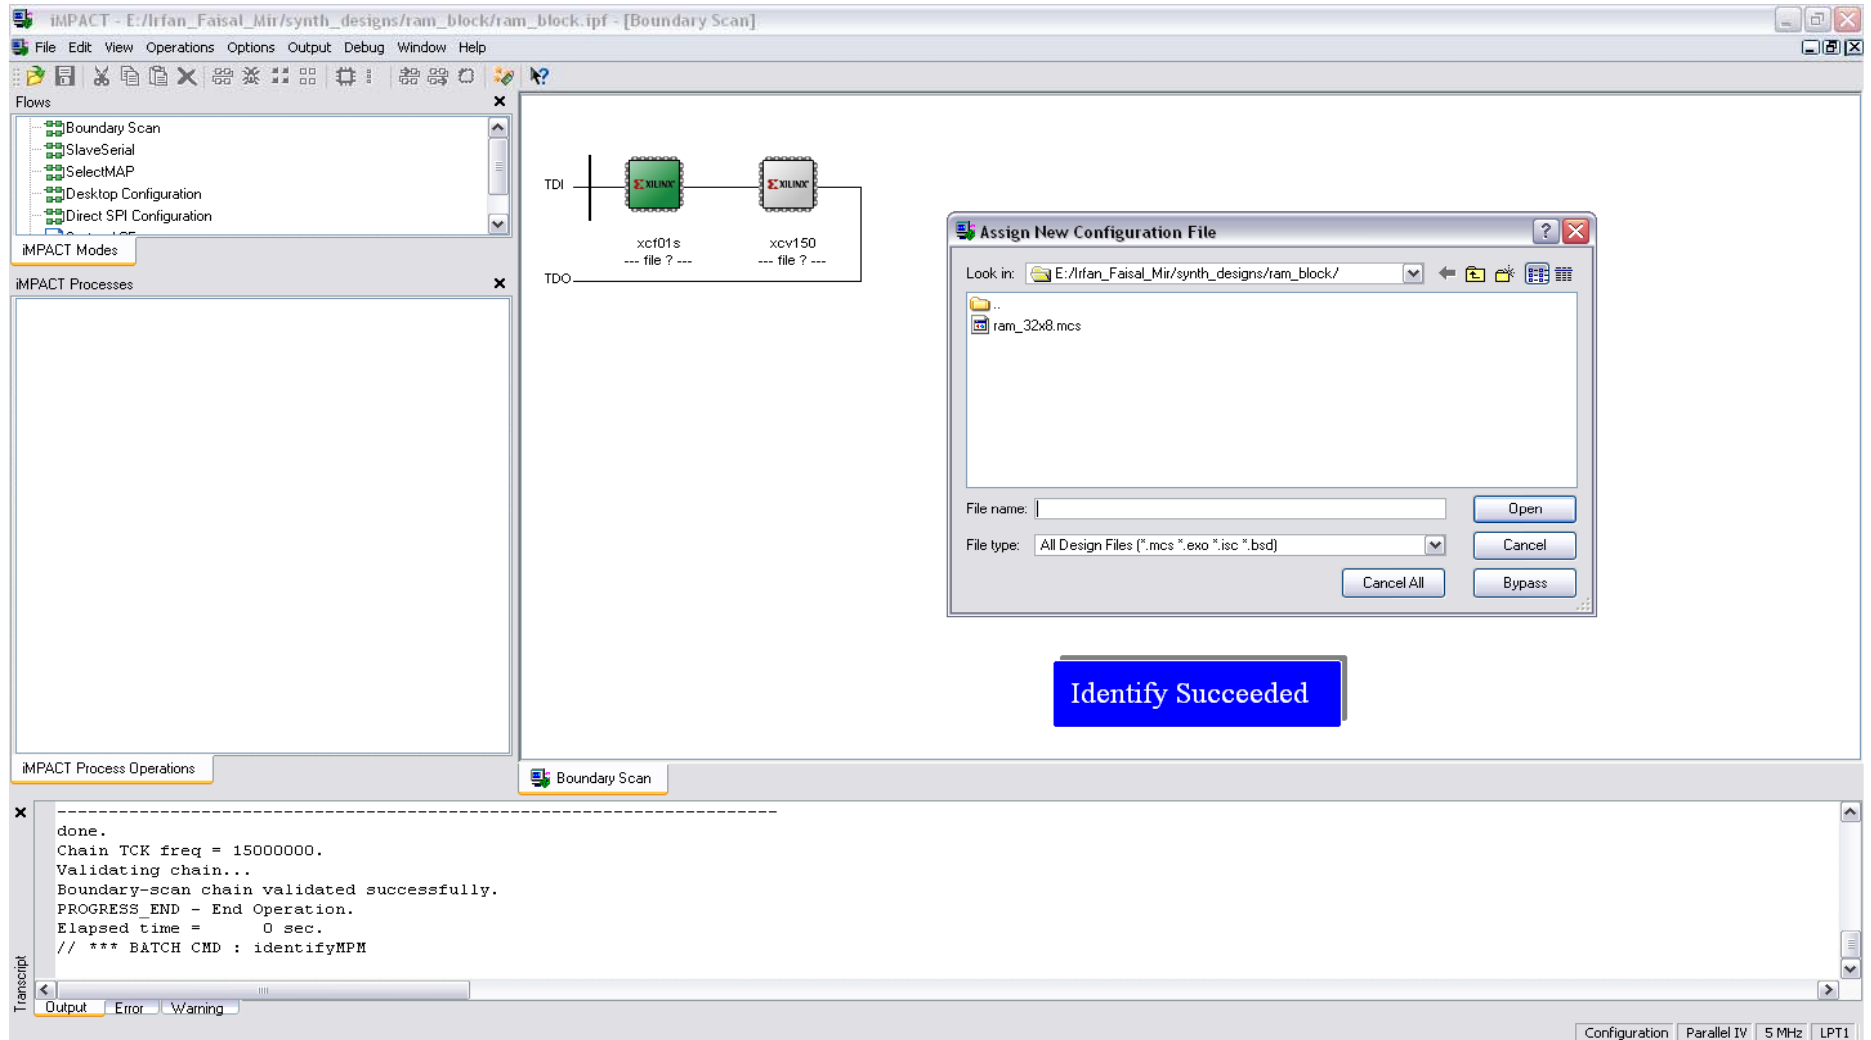 iMPACT - E:/Irfan_Faisal_Mir/synth_designs/ram_block/ram_block.ipf - [Boundary Scan]
File Edit View Operations Options Output Debug Window Help
Flows
Boundary Scan
SlaveSerial
SelectMAP
Desktop Configuration
Direct SPI Configuration
iMPACT Modes
iMPACT Processes
iMPACT Process Operations
TDI
XILINX
XILINX
xcf01s
--- file ? ---
xcv150
--- file ? ---
TDO
Assign New Configuration File
Look in: E:/Irfan_Faisal_Mir/synth_designs/ram_block/
..
ram_32x8.mcs
File name:
Open
File type: All Design Files (*.mcs *.exo *.isc *.bsd)
Cancel
Cancel All
Bypass
Identify Succeeded
Boundary Scan
----------------------------------------------------------------------
done.
Chain TCK freq = 15000000.
Validating chain...
Boundary-scan chain validated successfully.
PROGRESS_END - End Operation.
Elapsed time =      0 sec.
// *** BATCH CMD : identifyMPM
Transcript
Output Error Warning
Configuration Parallel IV 5 MHz LPT1